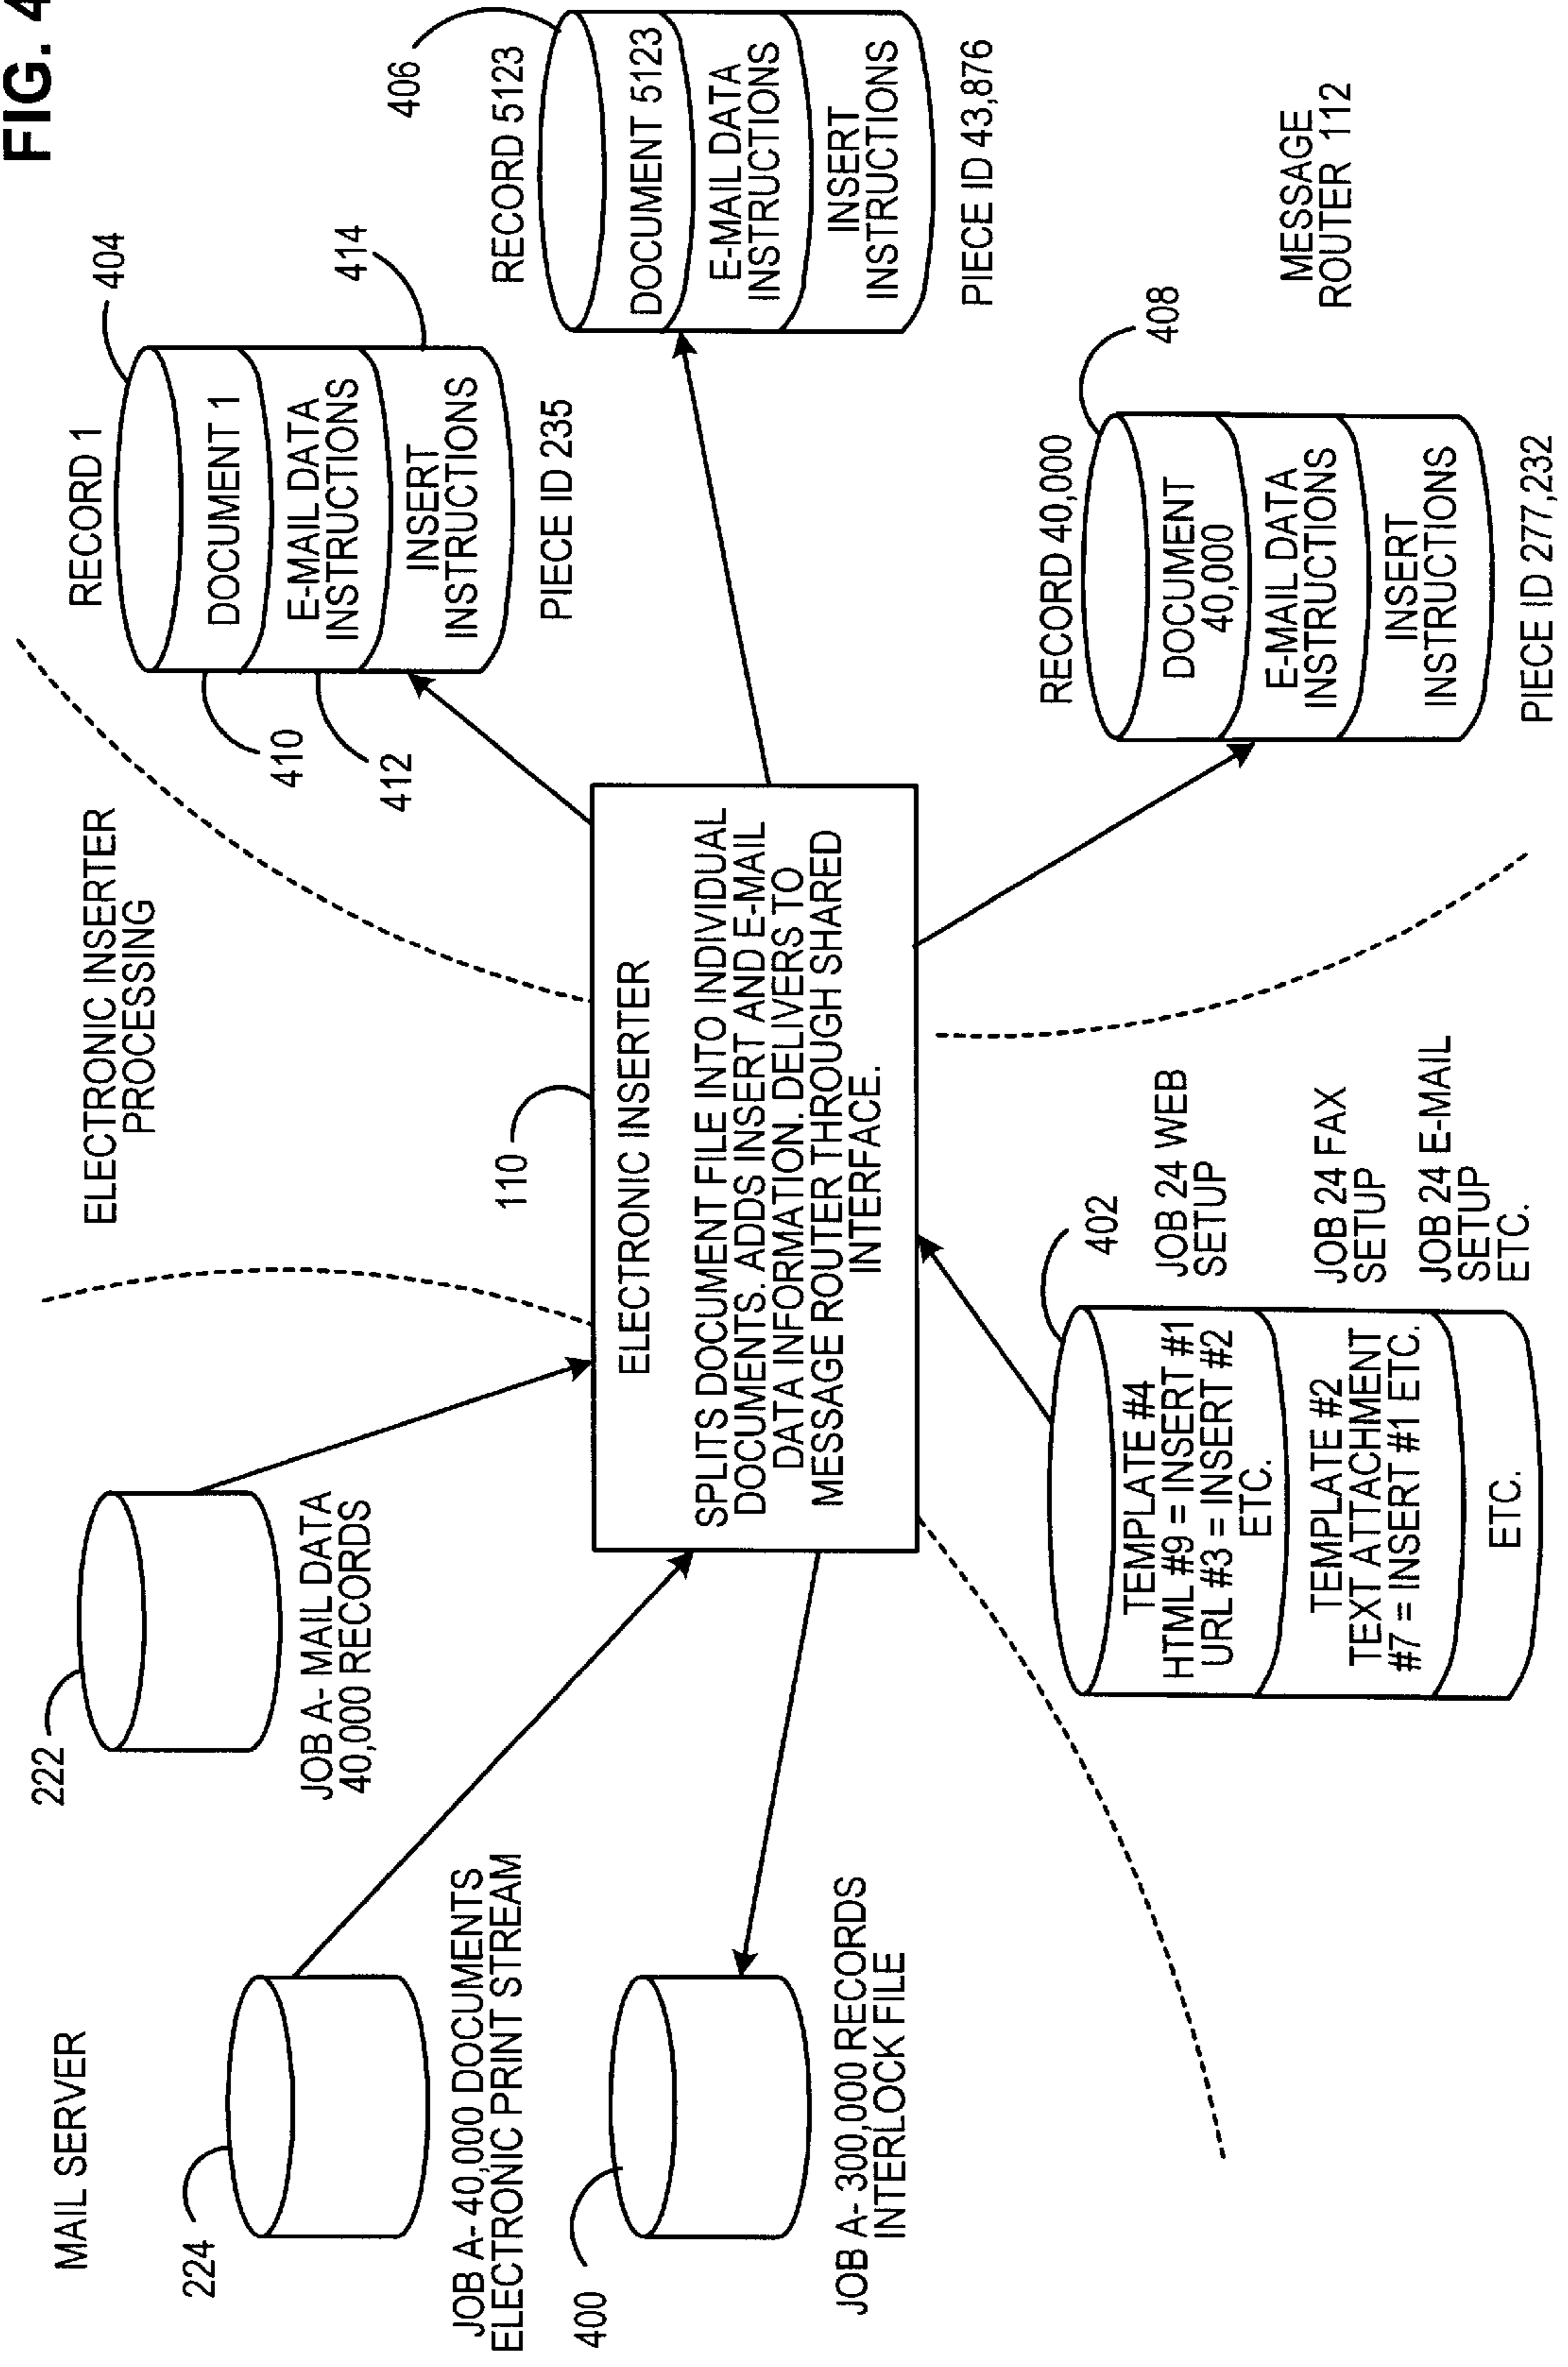 FIG. 4
MAIL SERVER
224
JOB A- 40,000 DOCUMENTS
ELECTRONIC PRINT STREAM
400
JOB A- 300,000 RECORDS
INTERLOCK FILE
222
JOB A- MAIL DATA
40,000 RECORDS
ELECTRONIC INSERTER
PROCESSING
110
ELECTRONIC INSERTER
SPLITS DOCUMENT FILE INTO INDIVIDUAL
DOCUMENTS. ADDS INSERT AND E-MAIL
DATA INFORMATION. DELIVERS TO
MESSAGE ROUTER THROUGH SHARED
INTERFACE.
402
TEMPLATE #4
HTML #9 = INSERT #1
URL #3 = INSERT #2
ETC.
TEMPLATE #2
TEXT ATTACHMENT
#7 = INSERT #1 ETC.
ETC.
JOB 24 WEB
SETUP
JOB 24 FAX
SETUP
JOB 24 E-MAIL
SETUP
ETC.
RECORD 1
404
DOCUMENT 1
E-MAIL DATA
INSTRUCTIONS
INSERT
INSTRUCTIONS
410
412
414
PIECE ID 235
RECORD 5123
406
DOCUMENT 5123
E-MAIL DATA
INSTRUCTIONS
INSERT
INSTRUCTIONS
PIECE ID 43,876
RECORD 40,000
408
DOCUMENT
40,000
E-MAIL DATA
INSTRUCTIONS
INSERT
INSTRUCTIONS
PIECE ID 277,232
MESSAGE
ROUTER 112